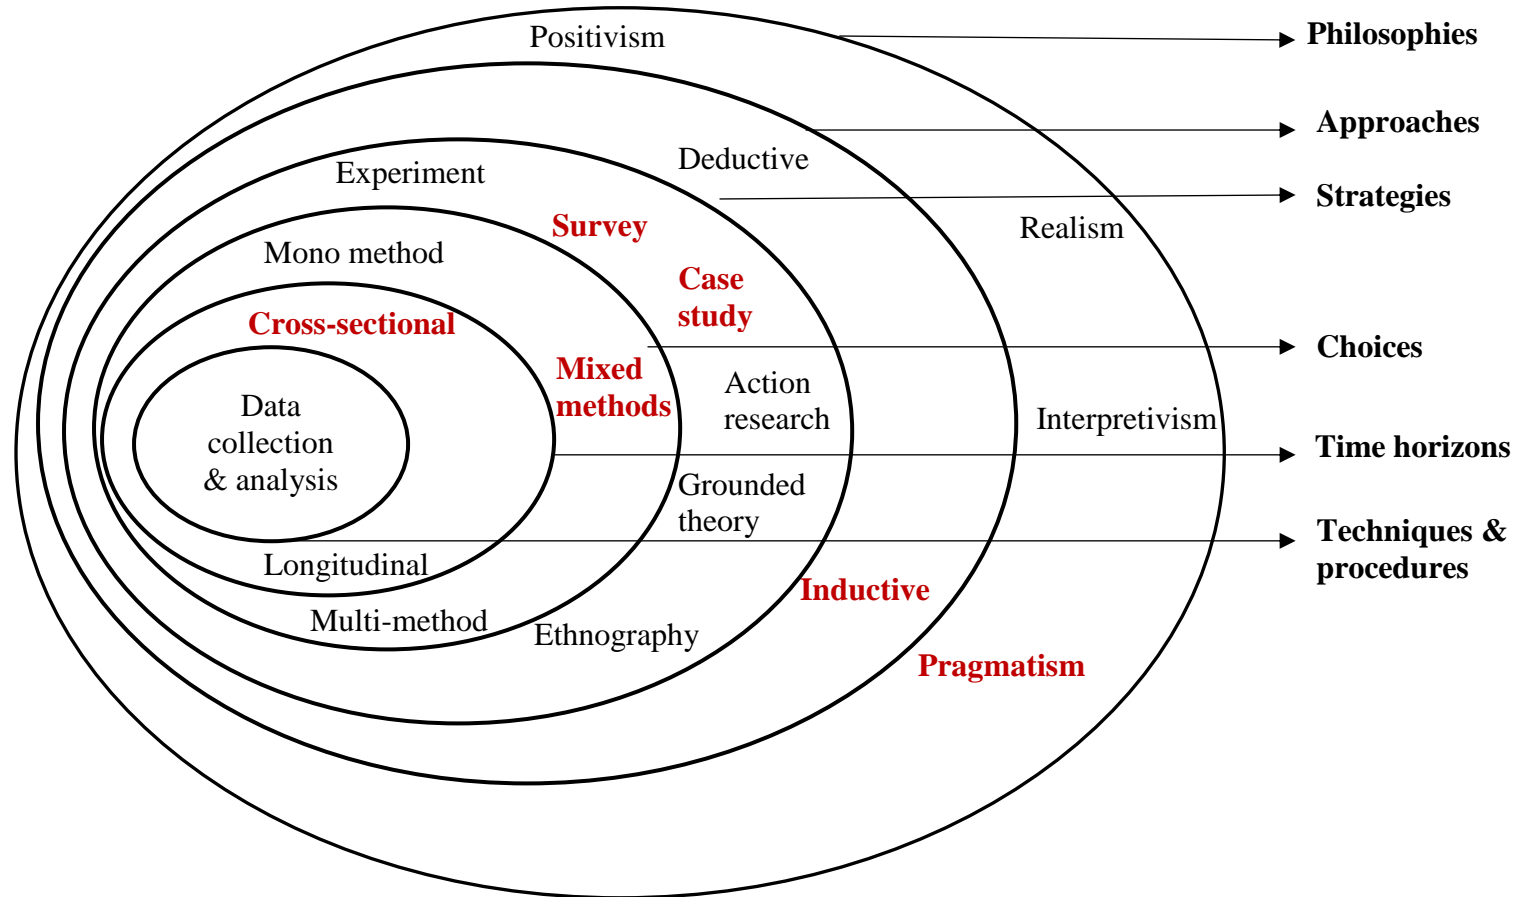 Positivism
Philosophies
Approaches
Deductive
Experiment
Strategies
Survey
Realism
Mono method
Case
study
Cross-sectional
Choices
Mixed
methods
Action
research
Data
collection
& analysis
Interpretivism
Time horizons
Grounded
theory
Techniques &
procedures
Longitudinal
Inductive
Multi-method
Ethnography
Pragmatism